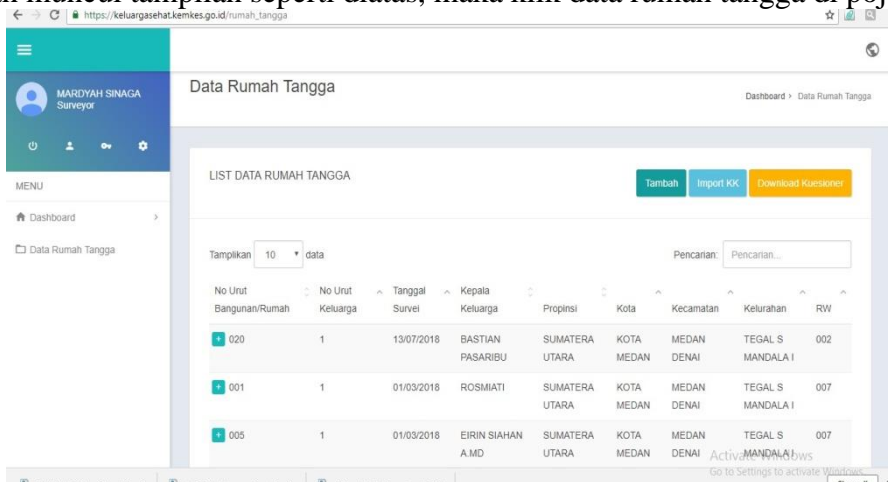 muncul tampilan seperti diatas, maka klik data rumah tangga di poj
https://keluargasehat.kemkes.go.id/rumah_tangga
MARDYAH SINAGA
Surveyor
MENU
Dashboard
Data Rumah Tangga
Data Rumah Tangga
Dashboard > Data Rumah Tangga
LIST DATA RUMAH TANGGA
Tambah Import KK Download Kuesioner
Tampilkan 10 data
Pencarian: Pencarian...
No Urut No Urut Tanggal Kepala
Bangunan/Rumah Keluarga Survei Keluarga Propinsi Kota Kecamatan Kelurahan RW
+ 020 1 13/07/2018 BASTIAN SUMATERA KOTA MEDAN TEGAL S 002
PASARIBU UTARA MEDAN DENAI MANDALA I
+ 001 1 01/03/2018 ROSMIATI SUMATERA KOTA MEDAN TEGAL S 007
UTARA MEDAN DENAI MANDALA I
+ 005 1 01/03/2018 EIRIN SIAHAN SUMATERA KOTA MEDAN TEGAL S 007
A.MD UTARA MEDAN DENAI MANDALA I
Activate Windows
Go to Settings to activate Windows.